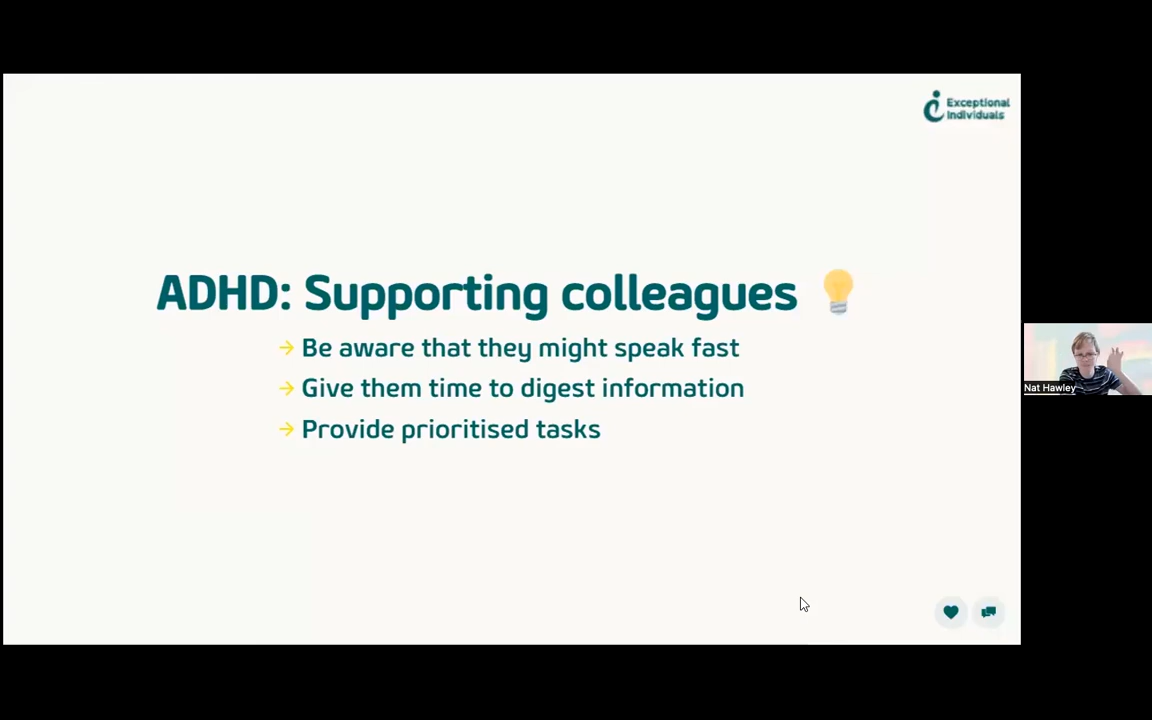 Exceptional
Individuals
ADHD: Supporting colleagues
→ Be aware that they might speak fast
→ Give them time to digest information
→ Provide prioritised tasks
Nat Hawley